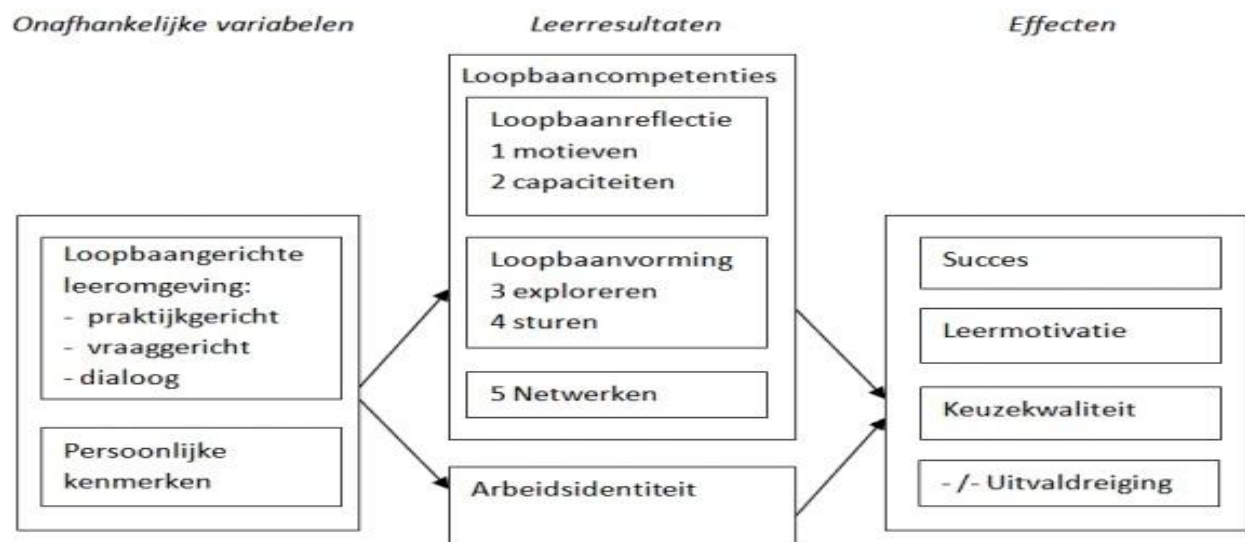 Onafhankelijke variabelen
Leerresultaten
Effecten
Loopbaangerichte
leeromgeving:
- praktijkgericht
- vraaggericht
- dialoog
Persoonlijke
kenmerken
Loopbaancompetenties
Loopbaanreflectie
1 motieven
2 capaciteiten
Loopbaanvorming
3 exploreren
4 sturen
5 Netwerken
Arbeidsidentiteit
Succes
Leermotivatie
Keuzekwaliteit
- /- Uitvaldreiging